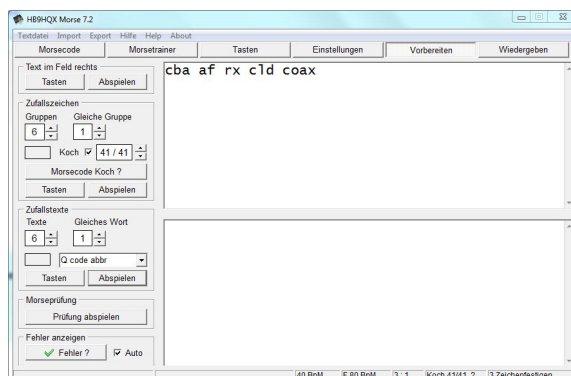 HB9HQX Morse 7.2
Textdatei Import Export Hilfe Help About
Morsecode Morsetrainer Tasten Einstellungen Vorbereiten Wiedergeben
Text im Feld rechts
Tasten Abspielen
cba af rx cld coax
Zufallszeichen
Gruppen Gleiche Gruppe
6 1
Koch 41 / 41
Morsecode Koch ?
Tasten Abspielen
Zufallstexte
Texte Gleiches Wort
6 1
Q code abbr
Tasten Abspielen
Morseprüfung
Prüfung abspielen
Fehler anzeigen
Fehler ? Auto
40 BpM F 80 BpM 3 : 1 Koch 41/41 2 3 Zeichenfestigen